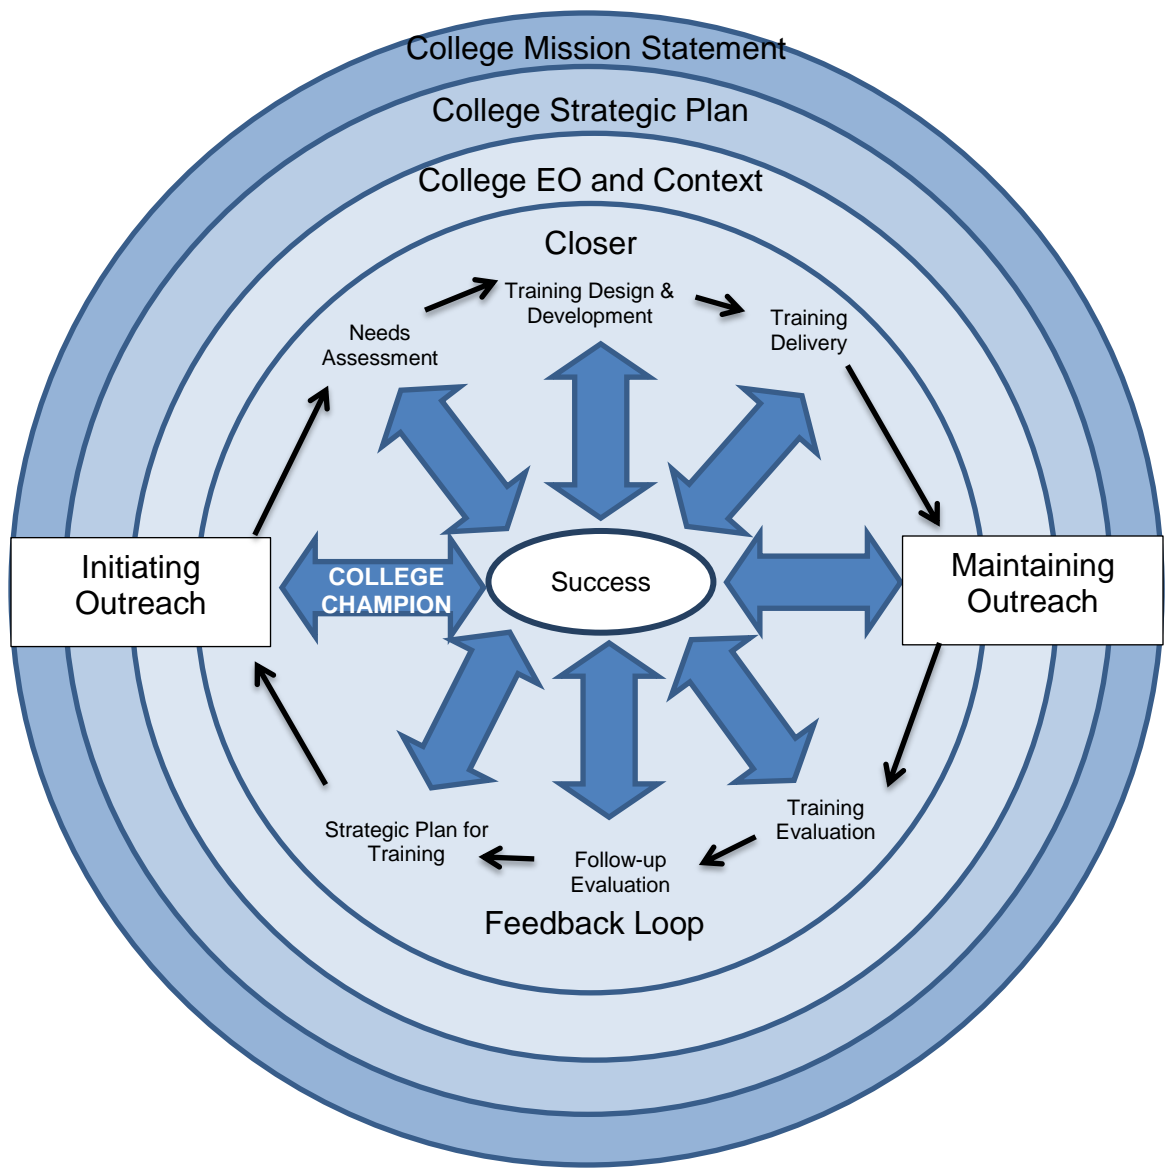 College Mission Statement
College Strategic Plan
College EO and Context
Closer
Training Design &
Development
Training
Delivery
Needs
Assessment
Initiating
Outreach
COLLEGE
CHAMPION
Success
Maintaining
Outreach
Training
Evaluation
Strategic Plan for
Training
Follow-up
Evaluation
Feedback Loop